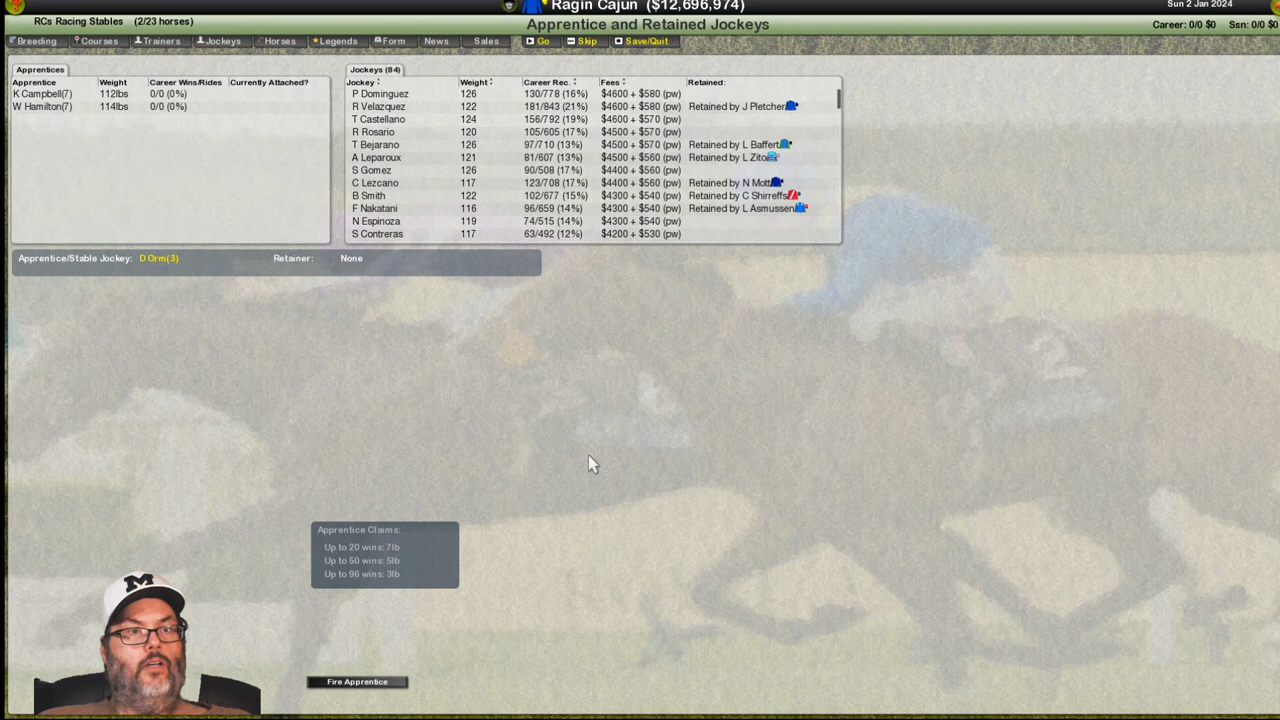 Ragin Cajun ($12,696,974)
Sun 2 Jan 2024
RCs Racing Stables (2/23 horses)
Apprentice and Retained Jockeys
Career: 0/0 $0 Ssn: 0/0 $0
Breeding Courses Trainers Jockeys Horses Legends Form News Sales Go Skip Save/Quit
Apprentices
Apprentice Weight Career Wins/Rides Currently Attached?
K Campbell(7) 112lbs 0/0 (0%)
W Hamilton(7) 114lbs 0/0 (0%)
Jockeys (84)
Jockey Weight Career Rec. Fees Retained:
P Dominguez 126 130/778 (16%) $4600 + $580 (pw)
R Velazquez 122 181/843 (21%) $4600 + $580 (pw) Retained by J Pletcher
T Castellano 124 156/792 (19%) $4600 + $570 (pw)
R Rosario 120 105/605 (17%) $4500 + $570 (pw)
T Bejarano 126 97/710 (13%) $4500 + $570 (pw) Retained by L Baffert
A Leparoux 121 81/607 (13%) $4500 + $560 (pw) Retained by L Zito
S Gomez 126 90/508 (17%) $4400 + $560 (pw)
C Lezcano 117 123/708 (17%) $4400 + $560 (pw) Retained by N Mott
B Smith 122 102/677 (15%) $4300 + $540 (pw) Retained by C Shirreffs
F Nakatani 116 96/659 (14%) $4300 + $540 (pw) Retained by L Asmussen
N Espinoza 119 74/515 (14%) $4300 + $540 (pw)
S Contreras 117 63/492 (12%) $4200 + $530 (pw)
Apprentice/Stable Jockey: D Orm(3) Retainer: None
Apprentice Claims:
Up to 20 wins: 7lb
Up to 50 wins: 5lb
Up to 96 wins: 3lb
M
Fire Apprentice